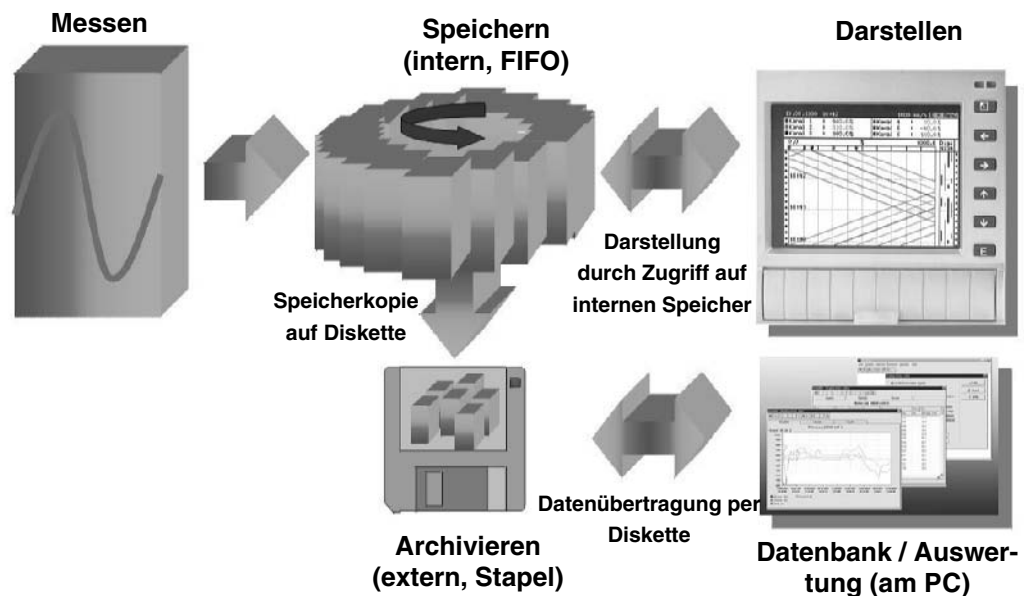 Messen
Speichern
(intern, FIFO)
Darstellen
Darstellung
durch Zugriff auf
internen Speicher
Speicherkopie
auf Diskette
Datenübertragung per
Diskette
Archivieren
(extern, Stapel)
Datenbank / Auswer-
tung (am PC)
E